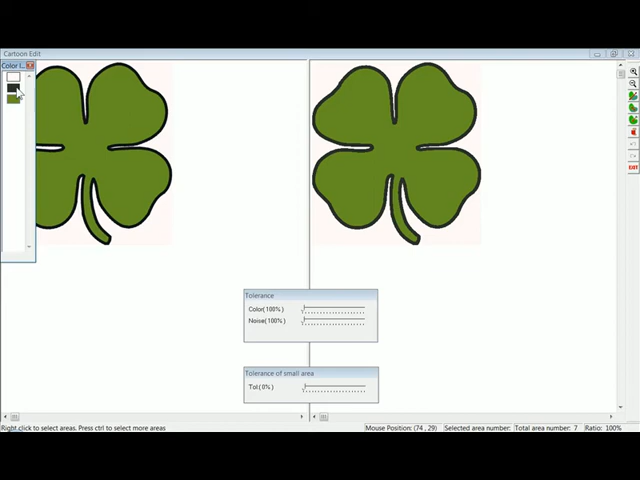 Cartoon Edit
Color I...
EXIT
Tolerance
Color(100%)
Noise(100%)
Tolerance of small area
Tol(0%)
Right click to select areas. Press ctrl to select more areas
Mouse Position: (74 , 29)
Selected area number:
Total area number: 7
Ratio: 100%